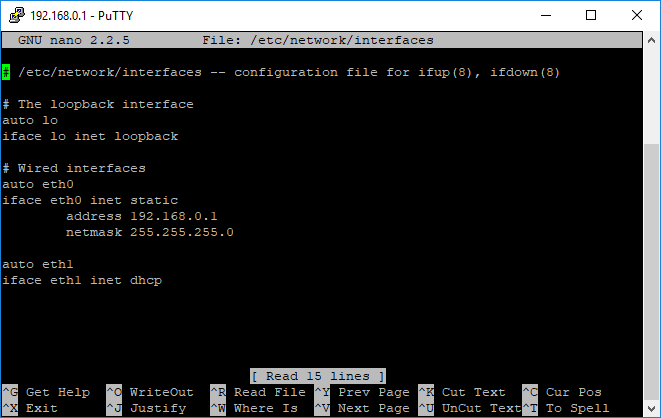 192.168.0.1 - PuTTY
GNU nano 2.2.5 File: /etc/network/interfaces
# /etc/network/interfaces -- configuration file for ifup(8), ifdown(8)
# The loopback interface
auto lo
iface lo inet loopback
# Wired interfaces
auto eth0
iface eth0 inet static
address 192.168.0.1
netmask 255.255.255.0
auto eth1
iface eth1 inet dhcp
[ Read 15 lines ]
^G Get Help ^O WriteOut ^R Read File ^Y Prev Page ^K Cut Text ^C Cur Pos
^X Exit ^J Justify ^W Where Is ^V Next Page ^U UnCut Text ^T To Spell